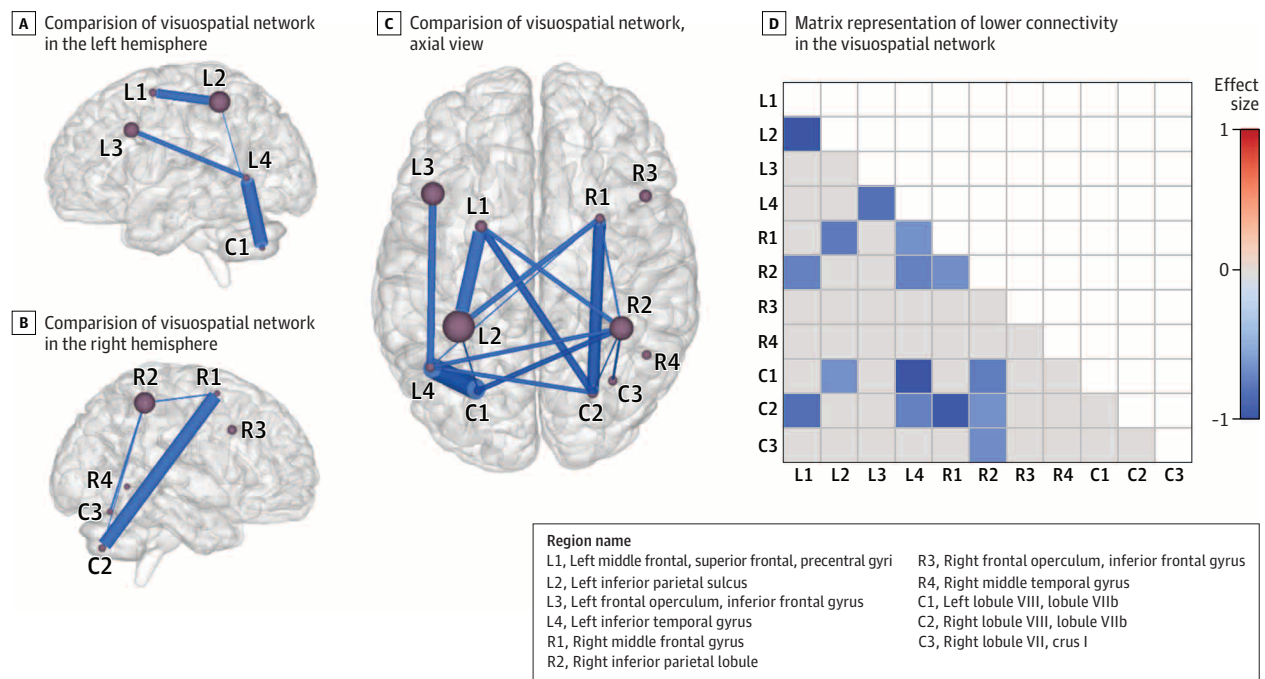 A Comparision of visuospatial network
in the left hemisphere
L1
L2
L3
L4
C1
B Comparision of visuospatial network
in the right hemisphere
R2
R1
R3
R4
C3
C2
C Comparision of visuospatial network,
axial view
L3
R3
L1
R1
R2
L2
R4
L4
C3
C1
C2
D Matrix representation of lower connectivity
in the visuospatial network
Effect
size
1
0
-1
L1
L2
L3
L4
R1
R2
R3
R4
C1
C2
C3
L1 L2 L3 L4 R1 R2 R3 R4 C1 C2 C3
Region name
L1, Left middle frontal, superior frontal, precentral gyri
L2, Left inferior parietal sulcus
L3, Left frontal operculum, inferior frontal gyrus
L4, Left inferior temporal gyrus
R1, Right middle frontal gyrus
R2, Right inferior parietal lobule
R3, Right frontal operculum, inferior frontal gyrus
R4, Right middle temporal gyrus
C1, Left lobule VIII, lobule VIIb
C2, Right lobule VIII, lobule VIIb
C3, Right lobule VII, crus I